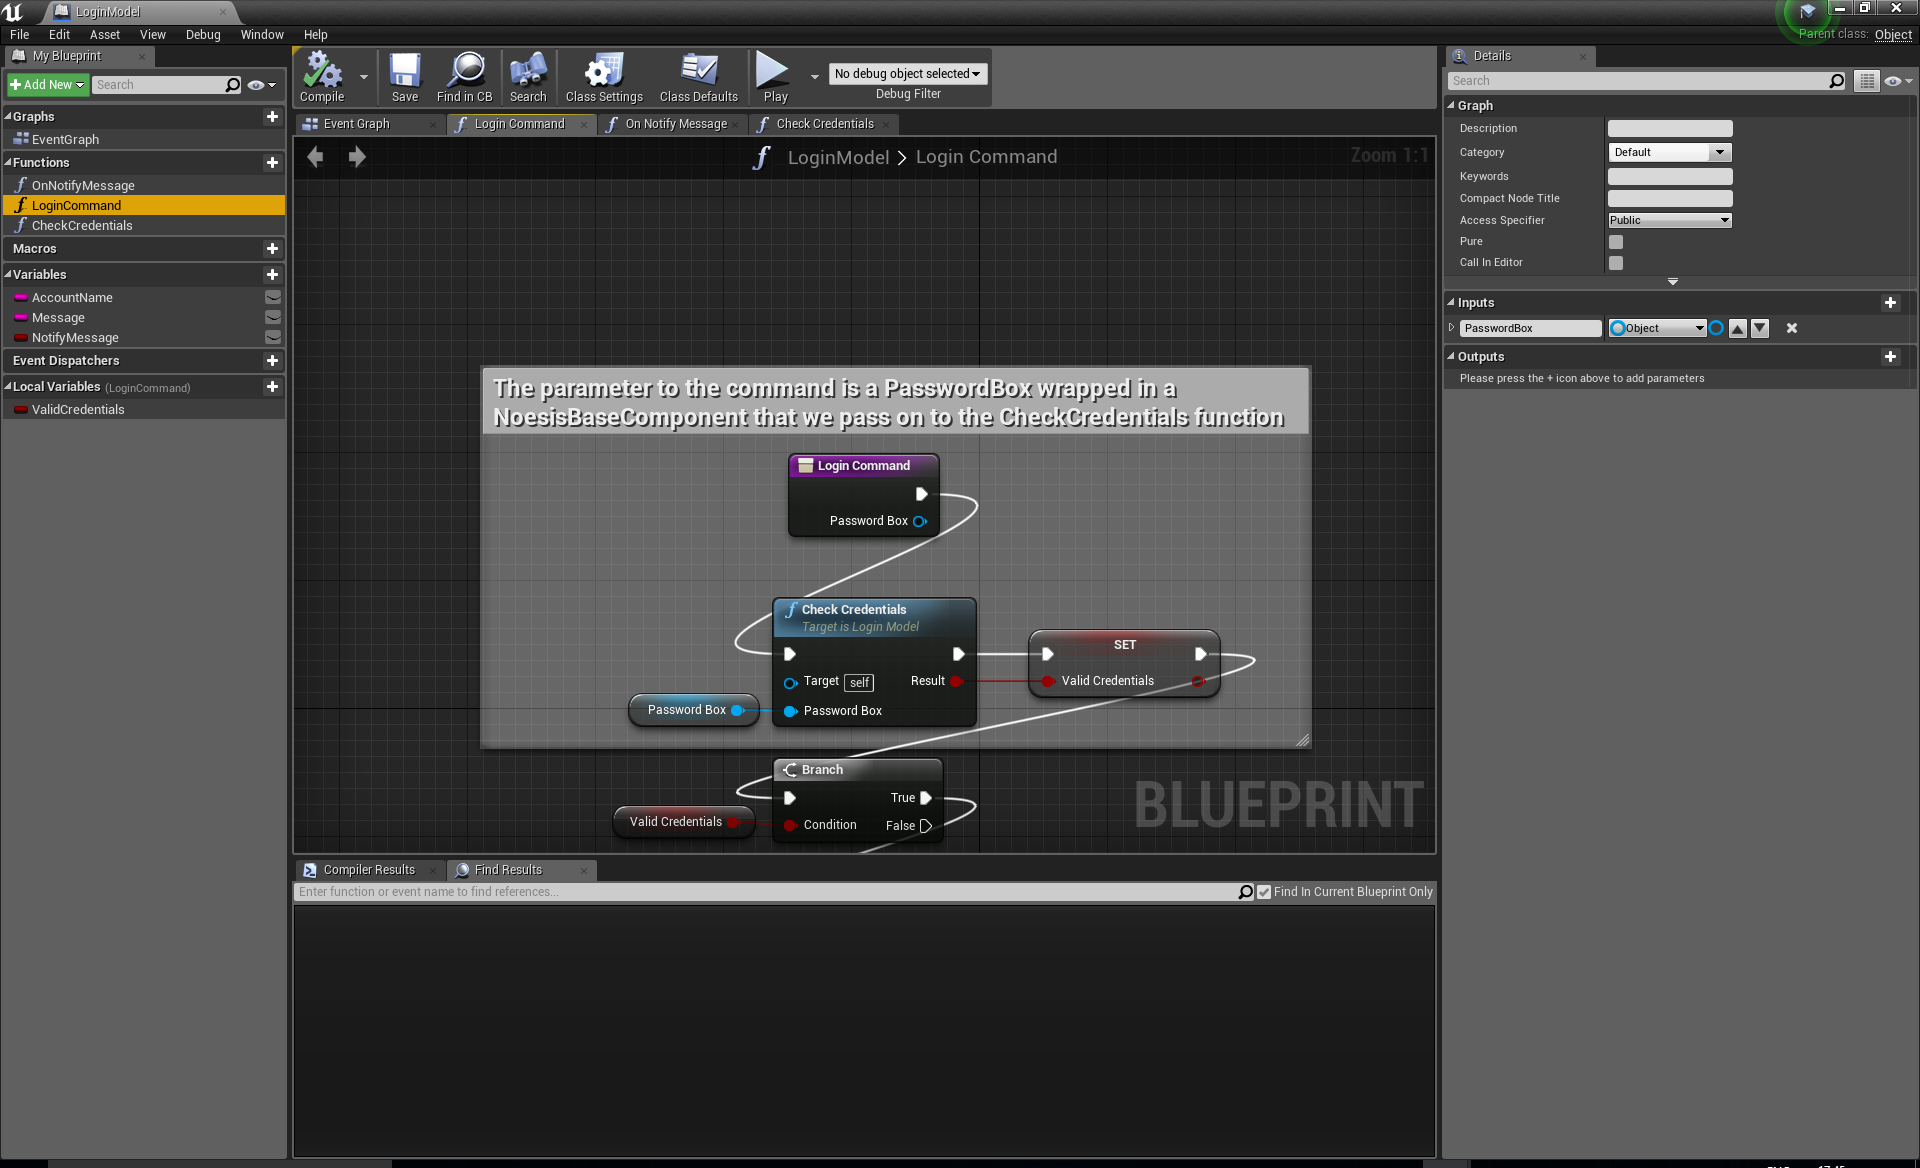 LoginModel
File Edit Asset View Debug Window Help
Parent class: Object
My Blueprint
Add New
Search
Graphs
EventGraph
Functions
OnNotifyMessage
LoginCommand
CheckCredentials
Macros
Variables
AccountName
Message
NotifyMessage
Event Dispatchers
Local Variables (LoginCommand)
ValidCredentials
Compile
Save
Find in CB
Search
Class Settings
Class Defaults
Play
No debug object selected
Debug Filter
Event Graph
Login Command
On Notify Message
Check Credentials
LoginModel > Login Command
Zoom 1:1
The parameter to the command is a PasswordBox wrapped in a
NoesisBaseComponent that we pass on to the CheckCredentials function
Login Command
Password Box
Check Credentials
Target is Login Model
Target self
Result
Password Box
Password Box
SET
Valid Credentials
Branch
True
Valid Credentials
Condition
False
BLUEPRINT
Compiler Results
Find Results
Enter function or event name to find references...
Find In Current Blueprint Only
Details
Search
Graph
Description
Category Default
Keywords
Compact Node Title
Access Specifier Public
Pure
Call In Editor
Inputs
PasswordBox Object
Outputs
Please press the + icon above to add parameters